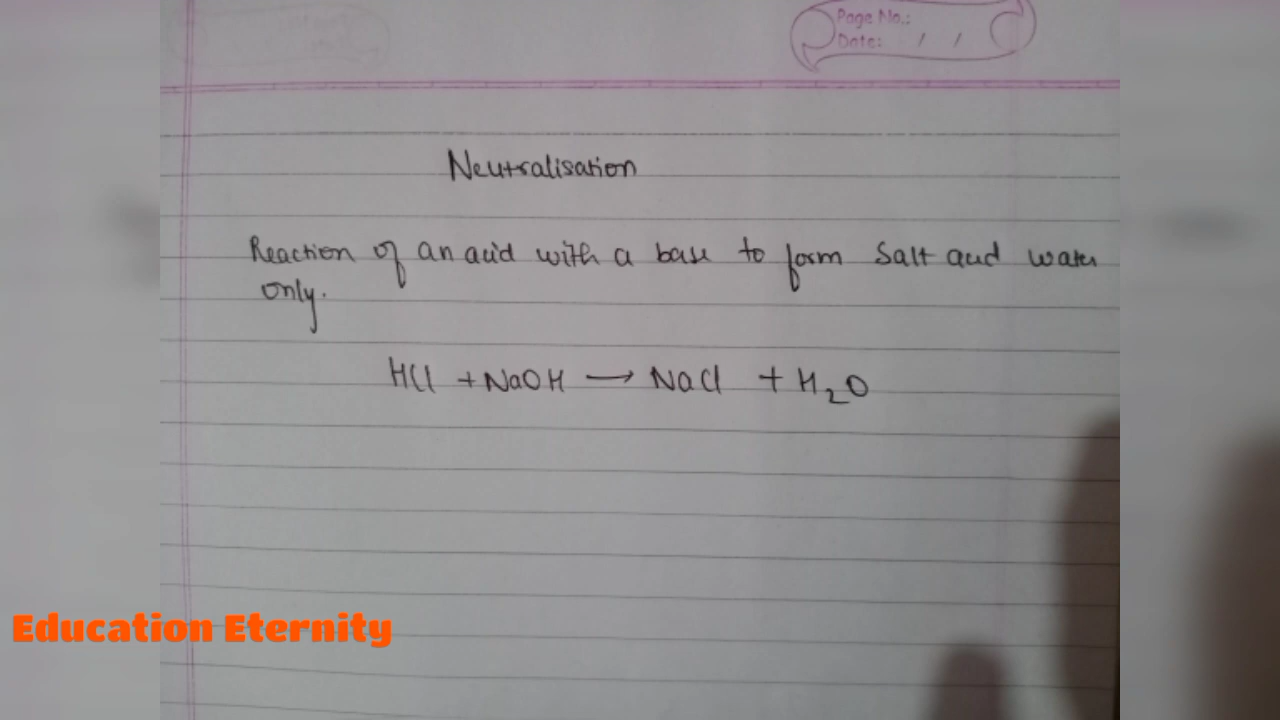 Page No.:
Date: / /
Neutralisation
Reaction of an acid with a base to form Salt and water
only.
HCl + NaOH → NaCl + H₂O
Education Eternity